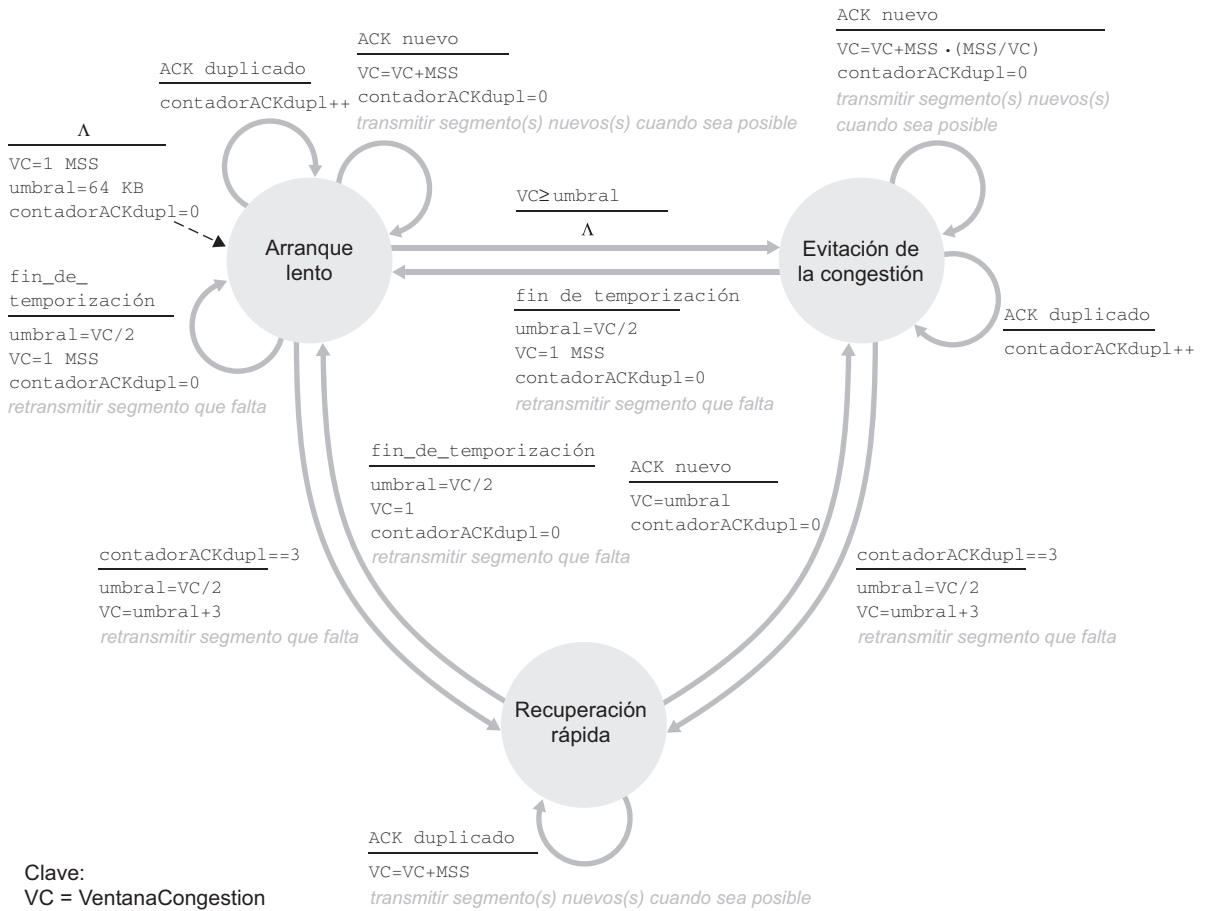 ACK nuevo
VC=VC+MSS
contadorACKdupl=0
transmitir segmento(s) nuevos(s) cuando sea posible
ACK duplicado
contadorACKdupl++
Λ
VC=1 MSS
umbral=64 KB
contadorACKdupl=0
fin_de_
temporización
umbral=VC/2
VC=1 MSS
contadorACKdupl=0
retransmitir segmento que falta
Arranque
lento
VC≥umbral
Λ
fin de temporización
umbral=VC/2
VC=1 MSS
contadorACKdupl=0
retransmitir segmento que falta
ACK nuevo
VC=VC+MSS·(MSS/VC)
contadorACKdupl=0
transmitir segmento(s) nuevos(s)
cuando sea posible
Evitación de
la congestión
ACK duplicado
contadorACKdupl++
fin_de_temporización
umbral=VC/2
VC=1
contadorACKdupl=0
retransmitir segmento que falta
ACK nuevo
VC=umbral
contadorACKdupl=0
contadorACKdupl==3
umbral=VC/2
VC=umbral+3
retransmitir segmento que falta
contadorACKdupl==3
umbral=VC/2
VC=umbral+3
retransmitir segmento que falta
Recuperación
rápida
ACK duplicado
VC=VC+MSS
transmitir segmento(s) nuevos(s) cuando sea posible
Clave:
VC = VentanaCongestion